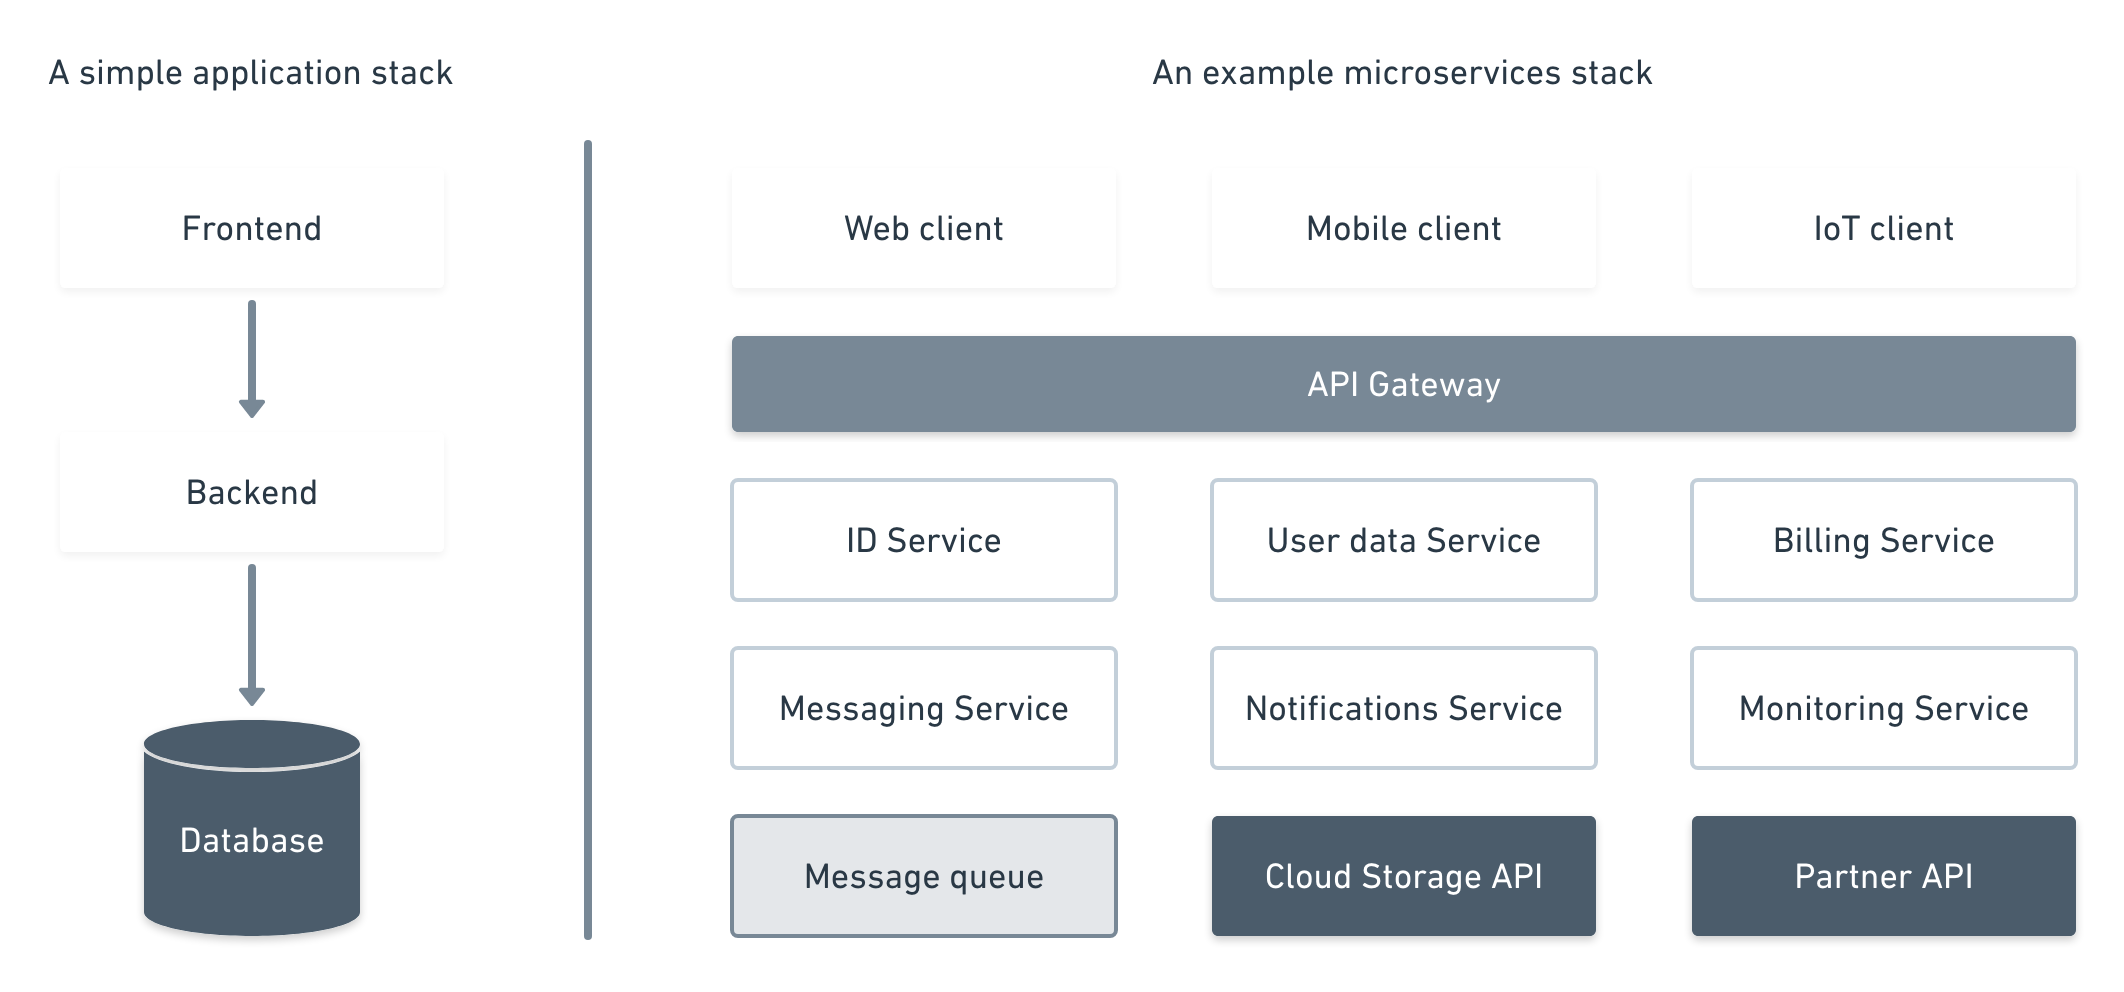 A simple application stack
An example microservices stack
Frontend
Backend
Database
Web client
Mobile client
IoT client
API Gateway
ID Service
User data Service
Billing Service
Messaging Service
Notifications Service
Monitoring Service
Message queue
Cloud Storage API
Partner API